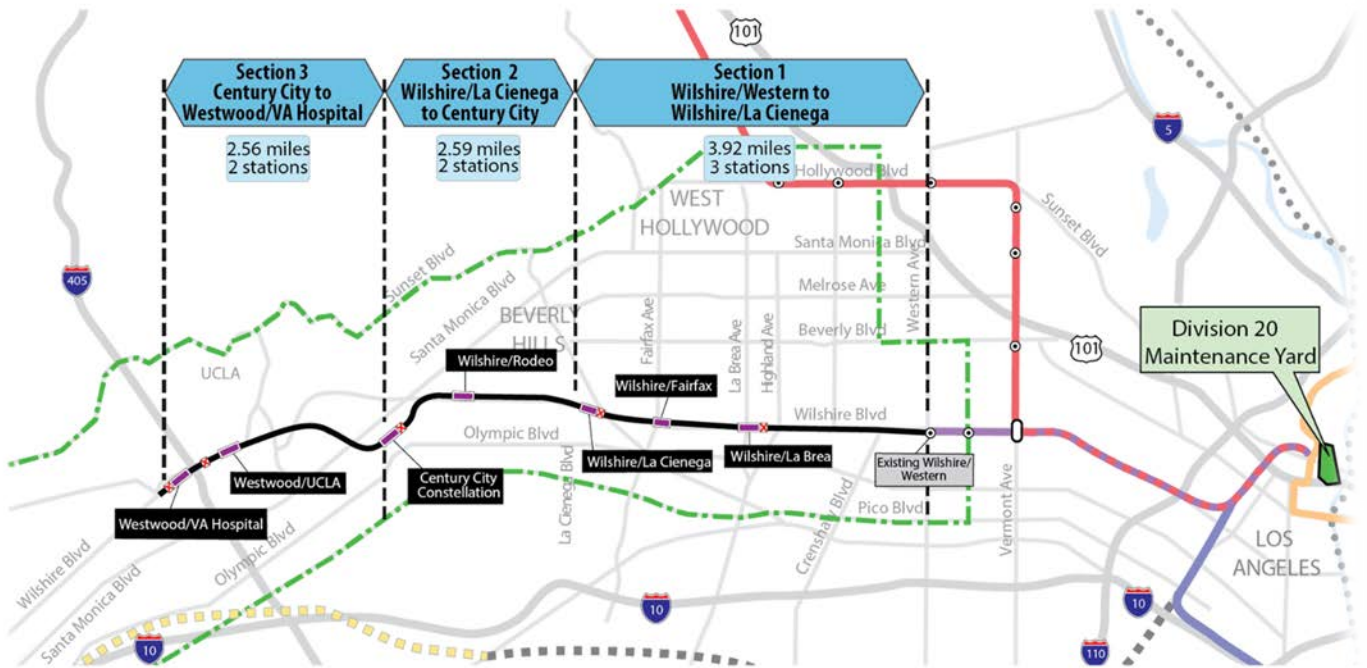 101
Section 3
Century City to
Westwood/VA Hospital
2.56 miles
2 stations
Section 2
Wilshire/La Cienega
to Century City
2.59 miles
2 stations
Section 1
Wilshire/Western to
Wilshire/La Cienega
3.92 miles
3 stations
5
Hollywood Blvd
WEST
HOLLYWOOD
Sunset Blvd
Santa Monica Blvd
405
Sunset Blvd
Santa Monica Blvd
Melrose Ave
Western Ave
BEVERLY
HILLS
Fairfax Ave
La Brea Ave
Highland Ave
Beverly Blvd
101
Division 20
Maintenance Yard
UCLA
Wilshire/Rodeo
Wilshire/Fairfax
Wilshire Blvd
Olympic Blvd
La Cienega Blvd
Wilshire/La Cienega
Wilshire/La Brea
Existing Wilshire/
Western
Westwood/UCLA
Century City
Constellation
Westwood/VA Hospital
Crenshaw Blvd
Pico Blvd
Vermont Ave
LOS
ANGELES
Wilshire Blvd
Santa Monica Blvd
Olympic Blvd
10
10
10
110